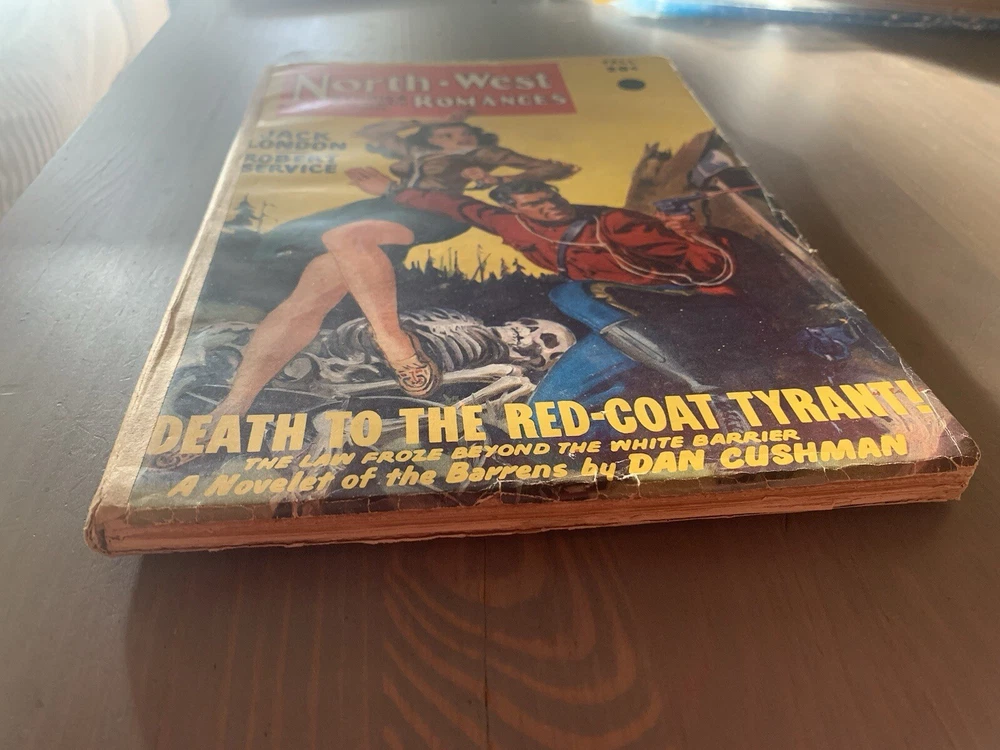 North·West
ROMANCES
FALL
JACK
LONDON
ROBERT
SERVICE
DEATH TO THE RED-COAT TYRANT!
THE LAW FROZE BEYOND THE WHITE BARRIER
A Novelet of the Barrens by DAN CUSHMAN